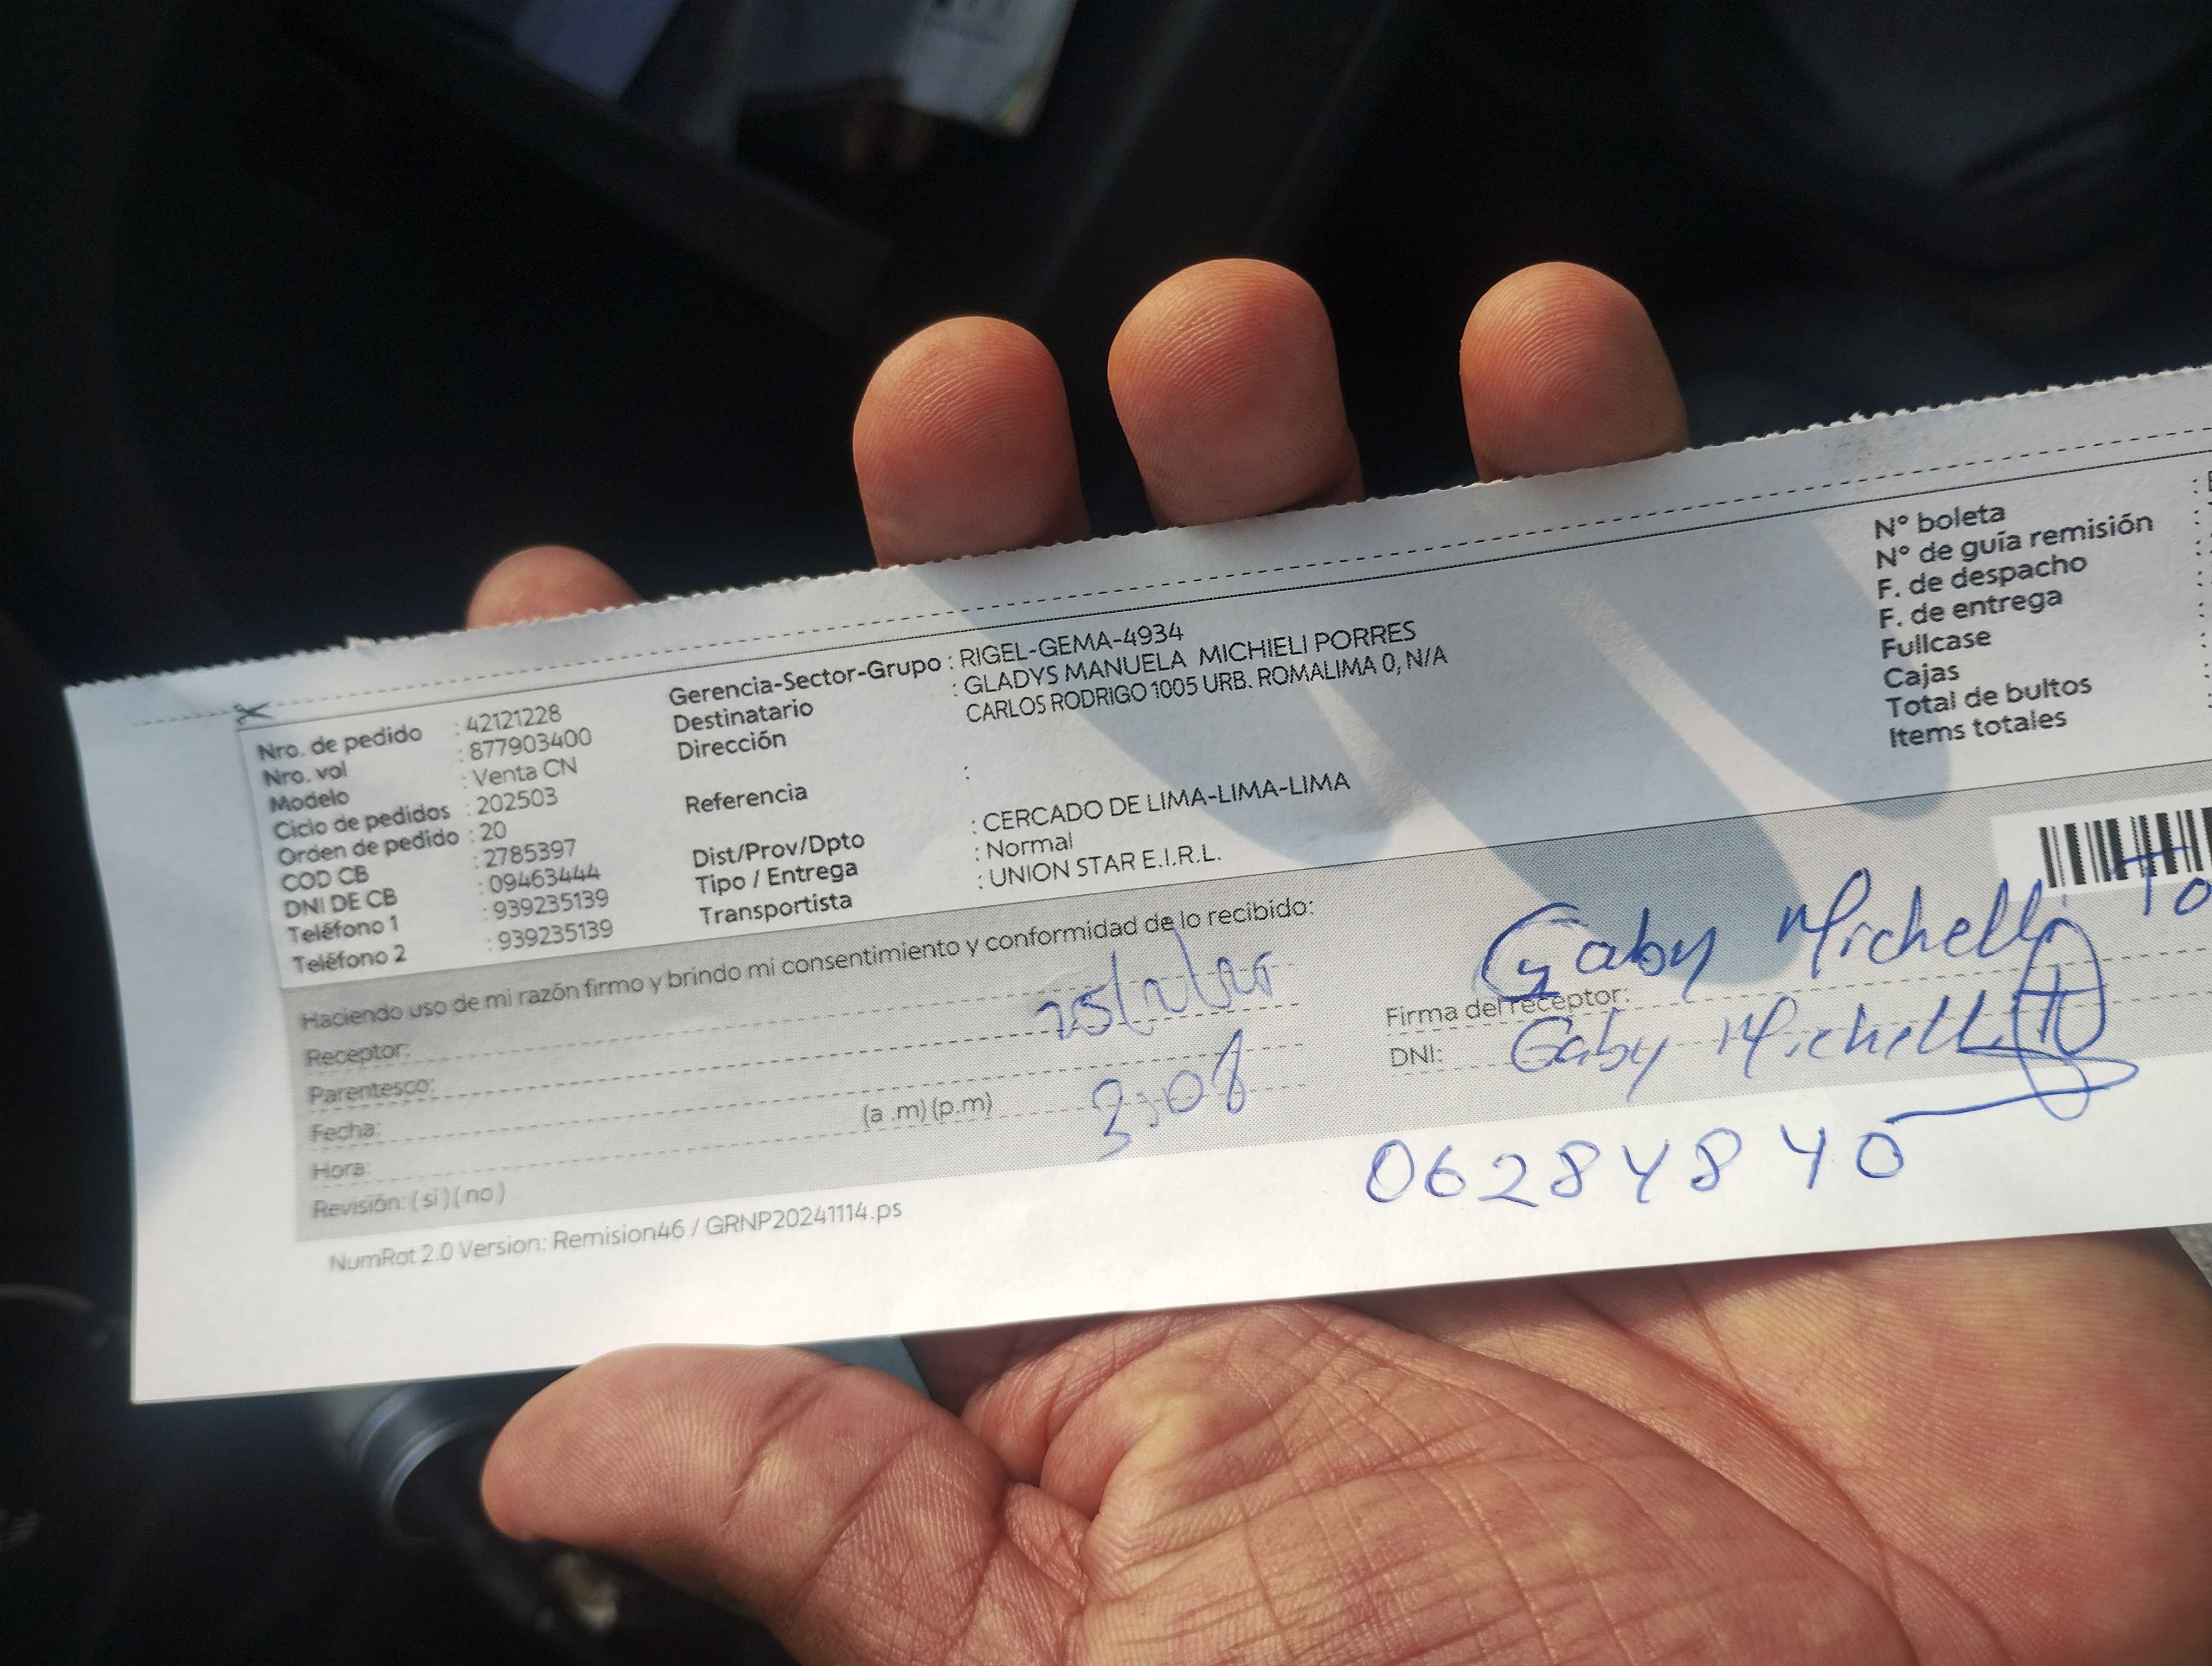 Nro. de pedido : 42121228
Nro. vol : 877903400
Modelo : Venta CN
Ciclo de pedidos : 202503
Orden de pedido : 20
COD CB : 2785397
DNI DE CB : 09463444
Teléfono 1 : 939235139
Teléfono 2 : 939235139
Gerencia-Sector-Grupo : RIGEL-GEMA-4934
Destinatario : GLADYS MANUELA MICHIELI PORRES
Dirección CARLOS RODRIGO 1005 URB. ROMALIMA 0, N/A
Referencia :
Dist/Prov/Dpto : CERCADO DE LIMA-LIMA-LIMA
Tipo / Entrega : Normal
Transportista : UNION STAR E.I.R.L.
N° boleta :
N° de guía remisión :
F. de despacho :
F. de entrega :
Fullcase
Cajas
Total de bultos
Items totales
Haciendo uso de mi razón firmo y brindo mi consentimiento y conformidad de lo recibido:
Receptor:
Parentesco:
Fecha:
Hora: (a .m) (p.m) 3:08
Revisión: ( si ) ( no )
Gaby Michelli
Firma del receptor:
DNI: Gaby Michelli
06284840
NumRot 2.0 Version: Remision46 / GRNP20241114.ps